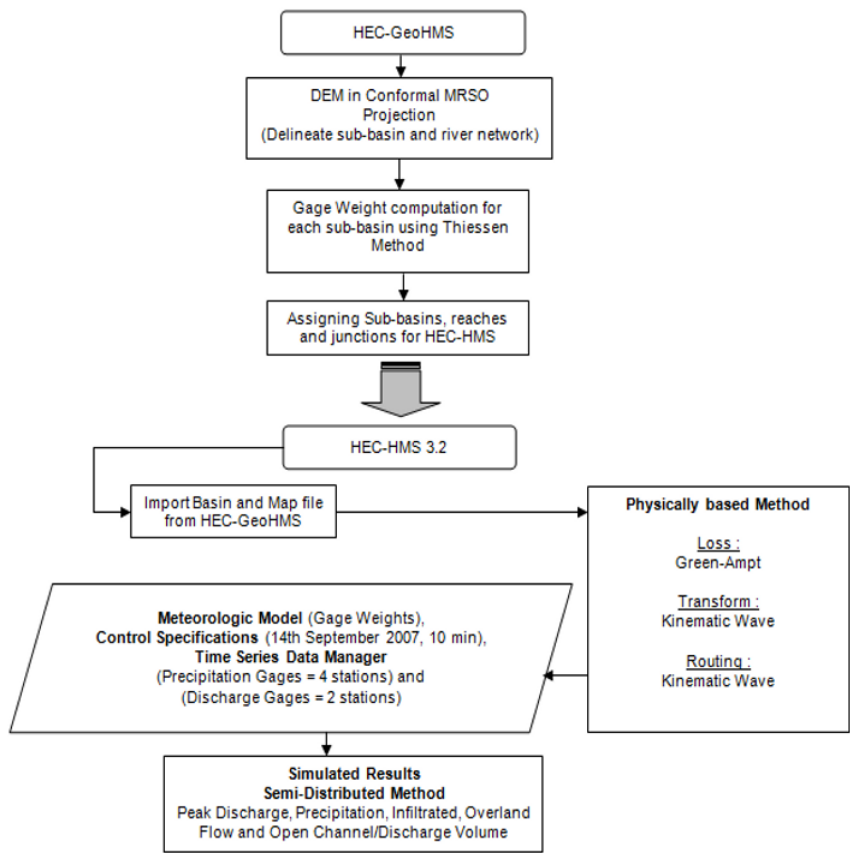 HEC-GeoHMS
DEM in Conformal MRSO
Projection
(Delineate sub-basin and river network)
Gage Weight computation for
each sub-basin using Thiessen
Method
Assigning Sub-basins, reaches
and junctions for HEC-HMS
HEC-HMS 3.2
Import Basin and Map file
from HEC-GeoHMS
Physically based Method
Loss :
Green-Ampt
Transform :
Kinematic Wave
Routing :
Kinematic Wave
Meteorologic Model (Gage Weights),
Control Specifications (14th September 2007, 10 min),
Time Series Data Manager
(Precipitation Gages = 4 stations) and
(Discharge Gages = 2 stations)
Simulated Results
Semi-Distributed Method
Peak Discharge, Precipitation, Infiltrated, Overland
Flow and Open Channel/Discharge Volume